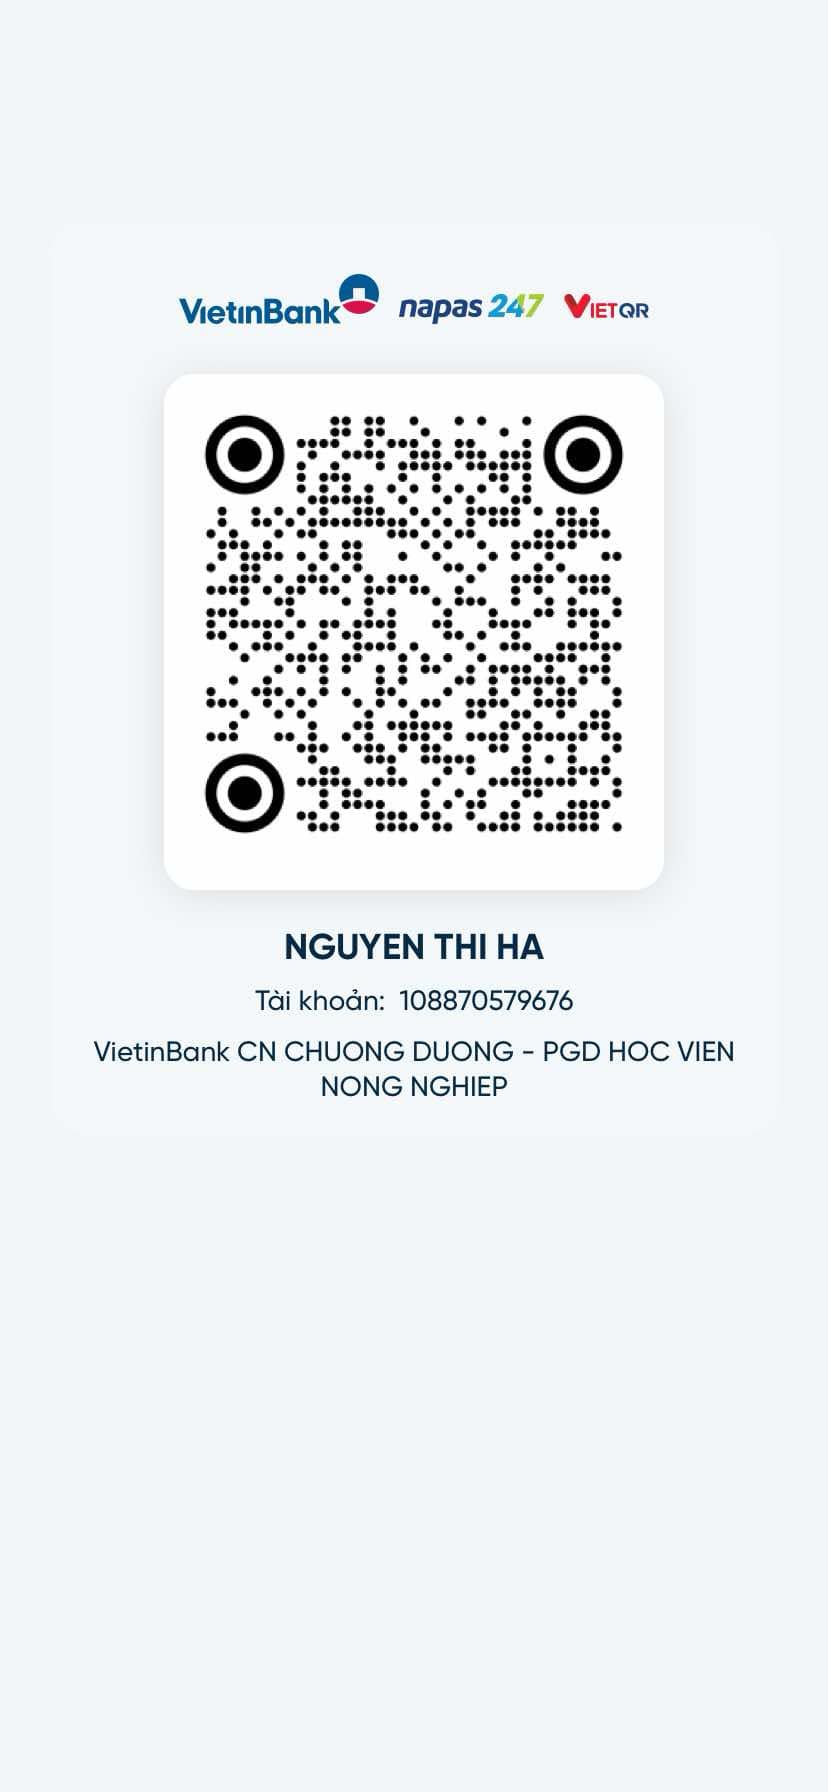 VietinBank napas 247 VIETQR
NGUYEN THI HA
Tài khoản: 108870579676
VietinBank CN CHUONG DUONG - PGD HOC VIEN
NONG NGHIEP